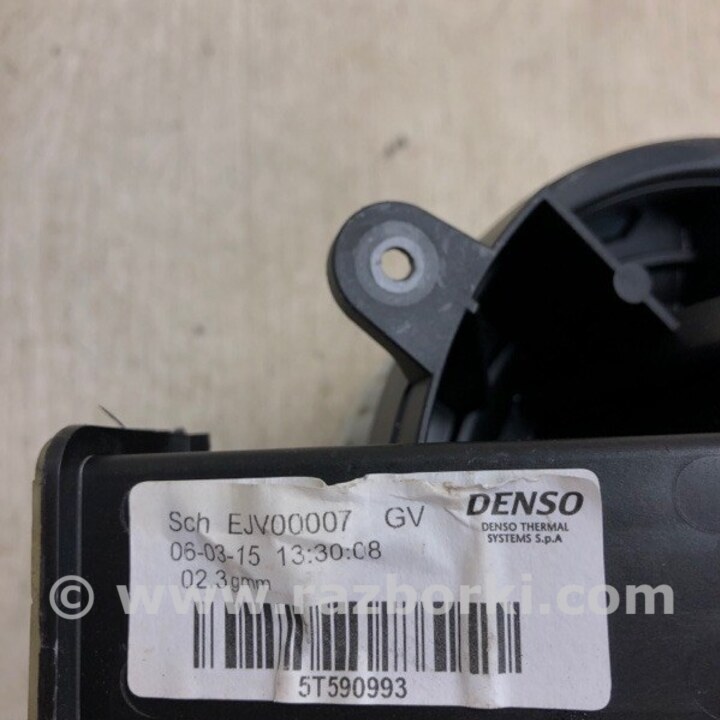 Sch EJV00007 GV
DENSO
DENSO THERMAL
SYSTEMS S.p.A
06-03-15 13:30:08
02.3gmm
© www.razborki.com
5T590993